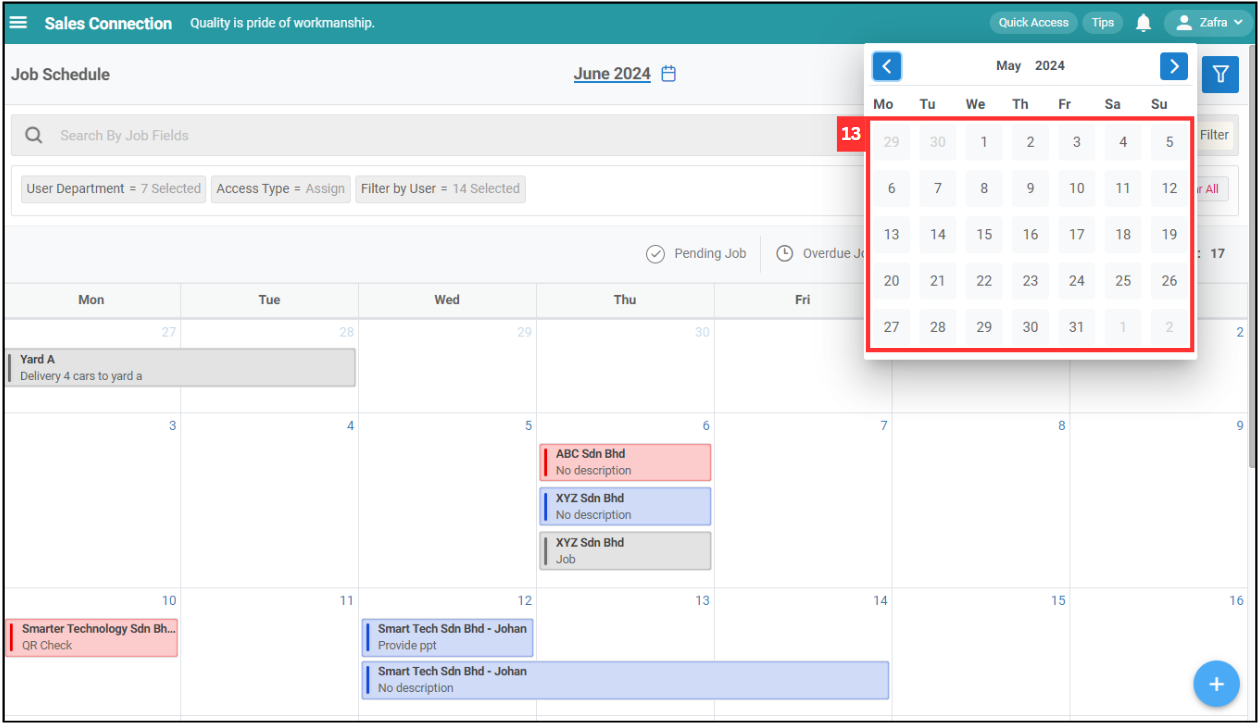 Sales Connection Quality is pride of workmanship. Quick Access Tips Zafra
Job Schedule June 2024
May 2024
Mo Tu We Th Fr Sa Su
13
29 30 1 2 3 4 5
6 7 8 9 10 11 12
13 14 15 16 17 18 19
20 21 22 23 24 25 26
27 28 29 30 31 1 2
Search By Job Fields Filter
User Department = 7 Selected Access Type = Assign Filter by User = 14 Selected All
Pending Job Overdue : 17
Mon Tue Wed Thu Fri
27 28 29 30 2
Yard A
Delivery 4 cars to yard a
3 4 5 6 7 8 9
ABC Sdn Bhd
No description
XYZ Sdn Bhd
No description
XYZ Sdn Bhd
Job
10 11 12 13 14 15 16
Smarter Technology Sdn Bh...
QR Check
Smart Tech Sdn Bhd - Johan
Provide ppt
Smart Tech Sdn Bhd - Johan
No description